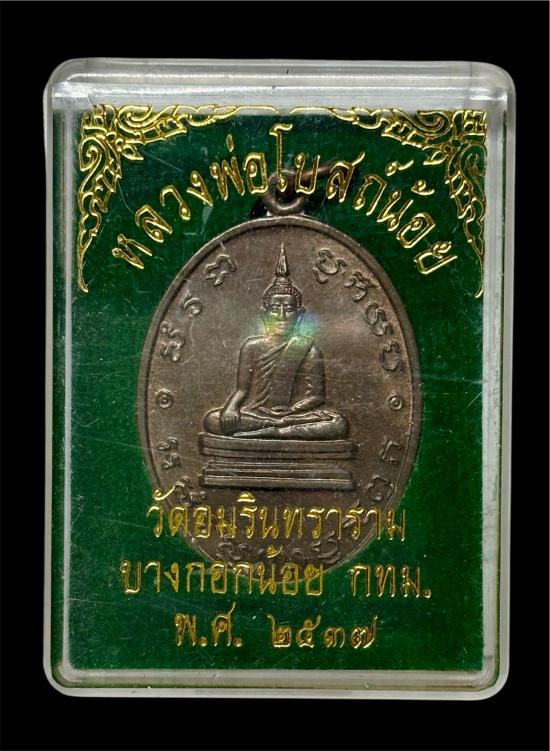 หลวงพ่อโบสถ์น้อย
วัดอมรินทราราม
บางกอกน้อย กทม.
พ.ศ. ๒๕๓๗